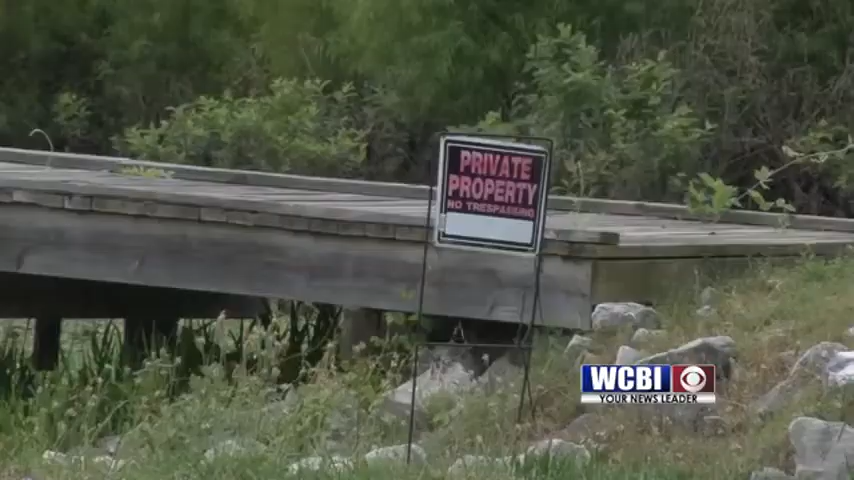 PRIVATE
PROPERTY
NO TRESPASSING
WCBI
YOUR NEWS LEADER